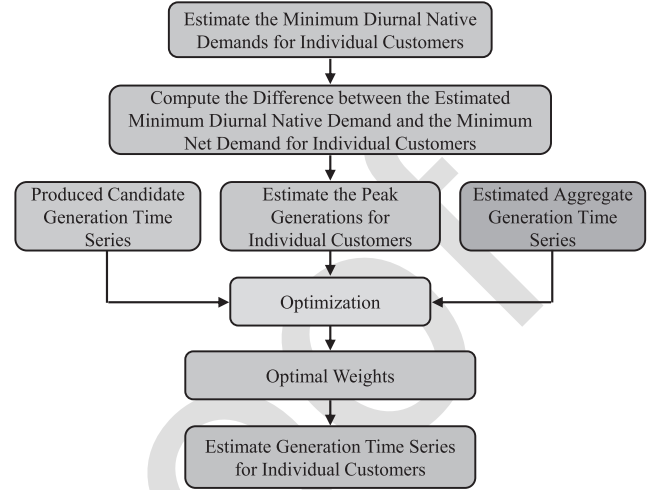 Estimate the Minimum Diurnal Native
Demands for Individual Customers
Compute the Difference between the Estimated
Minimum Diurnal Native Demand and the Minimum
Net Demand for Individual Customers
Produced Candidate
Generation Time
Series
Estimate the Peak
Generations for
Individual Customers
Estimated Aggregate
Generation Time
Series
Optimization
Optimal Weights
Estimate Generation Time Series
for Individual Customers